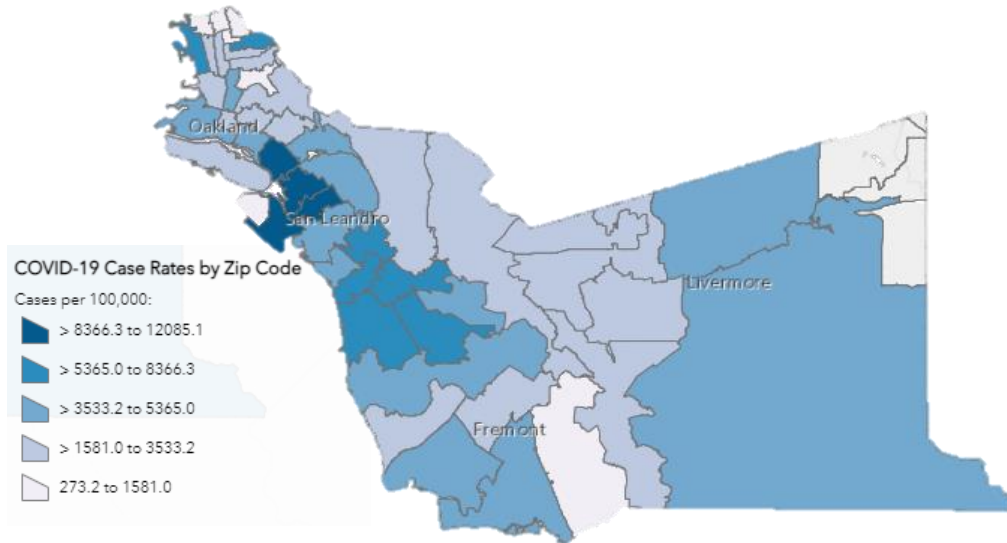 Oakland
San Leandro
COVID-19 Case Rates by Zip Code
Cases per 100,000:
Livermore
> 8366.3 to 12085.1
> 5365.0 to 8366.3
> 3533.2 to 5365.0
> 1581.0 to 3533.2
Fremont
273.2 to 1581.0